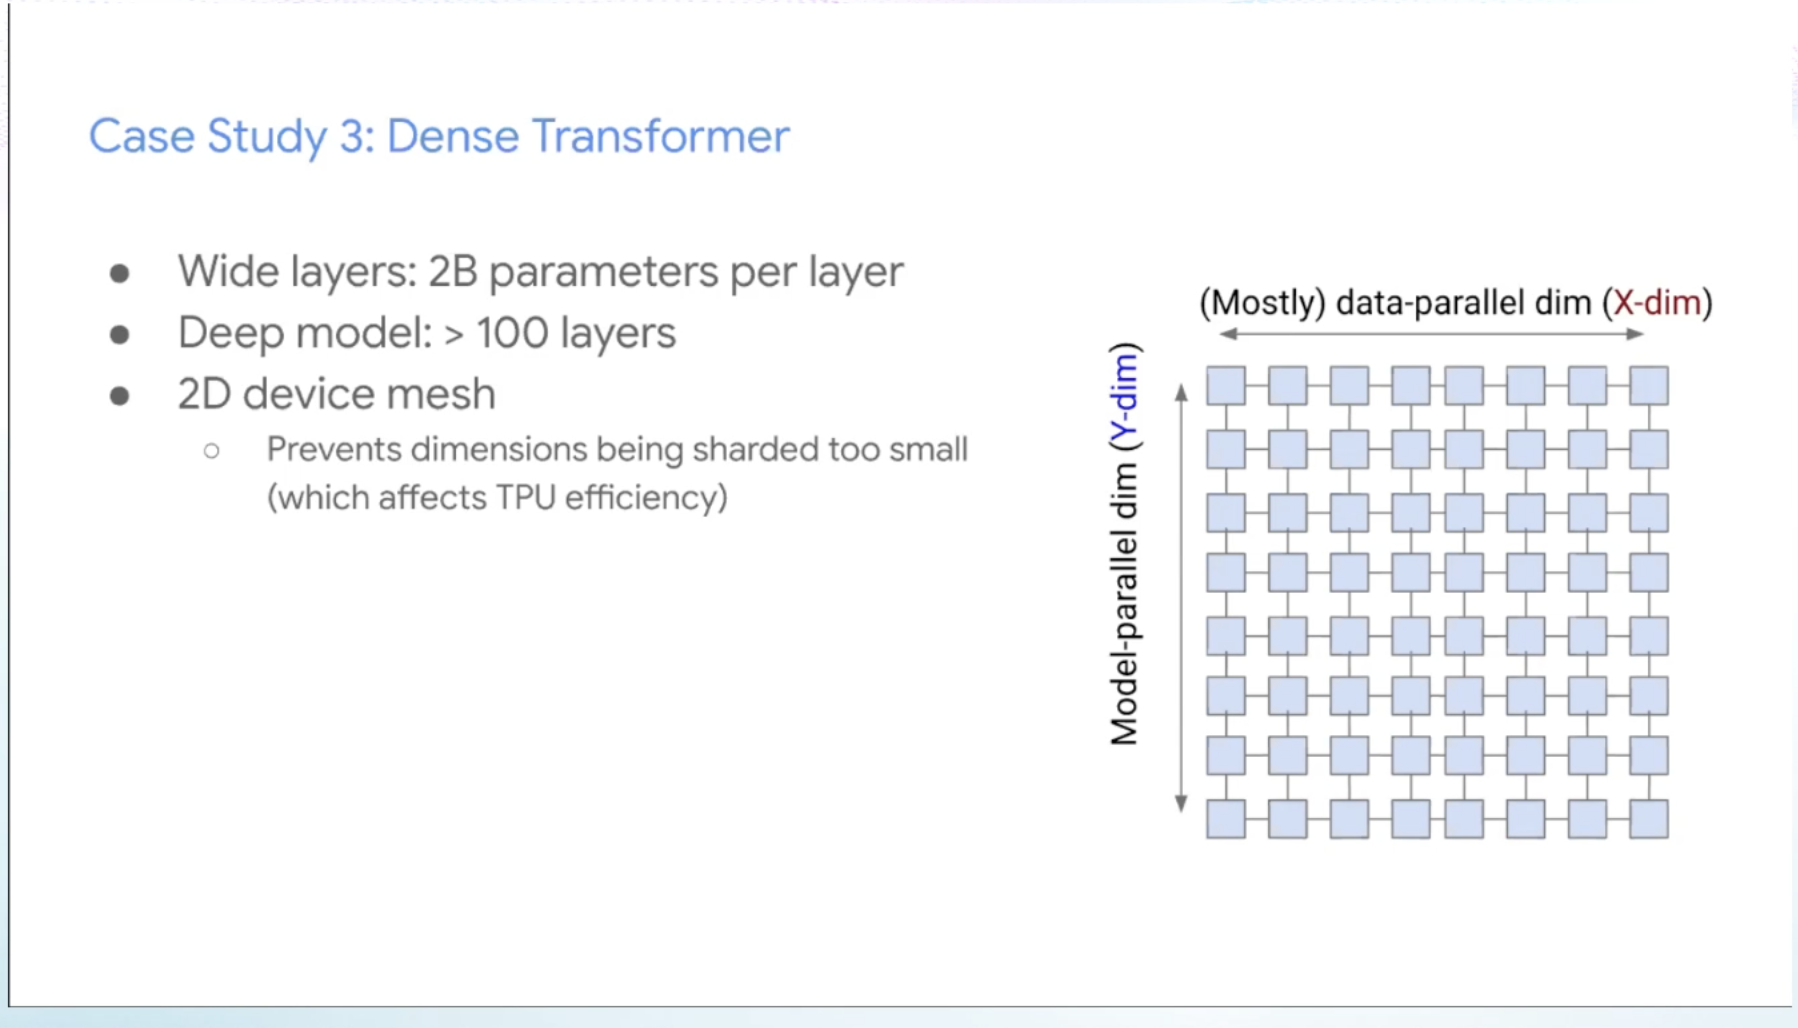 Case Study 3: Dense Transformer
● Wide layers: 2B parameters per layer
● Deep model: > 100 layers
● 2D device mesh
○ Prevents dimensions being sharded too small
(which affects TPU efficiency)
(Mostly) data-parallel dim (X-dim)
Model-parallel dim (Y-dim)